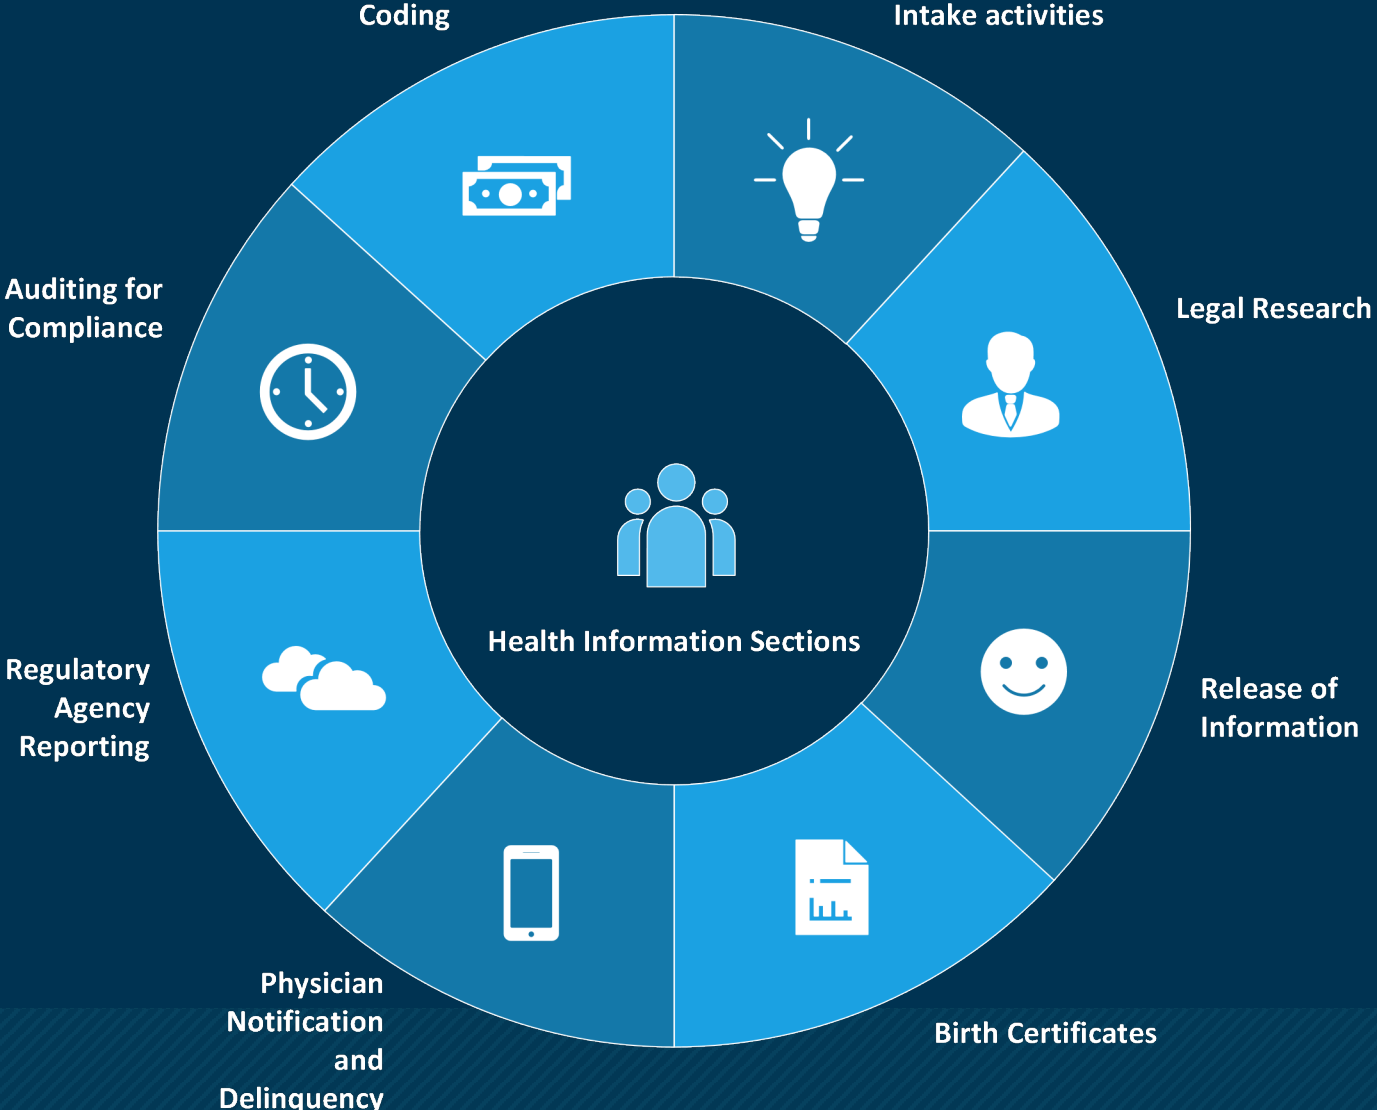 Coding
Intake activities
Auditing for
Compliance
Legal Research
Health Information Sections
Regulatory
Agency
Reporting
Release of
Information
Physician
Notification
and
Delinquency
Birth Certificates